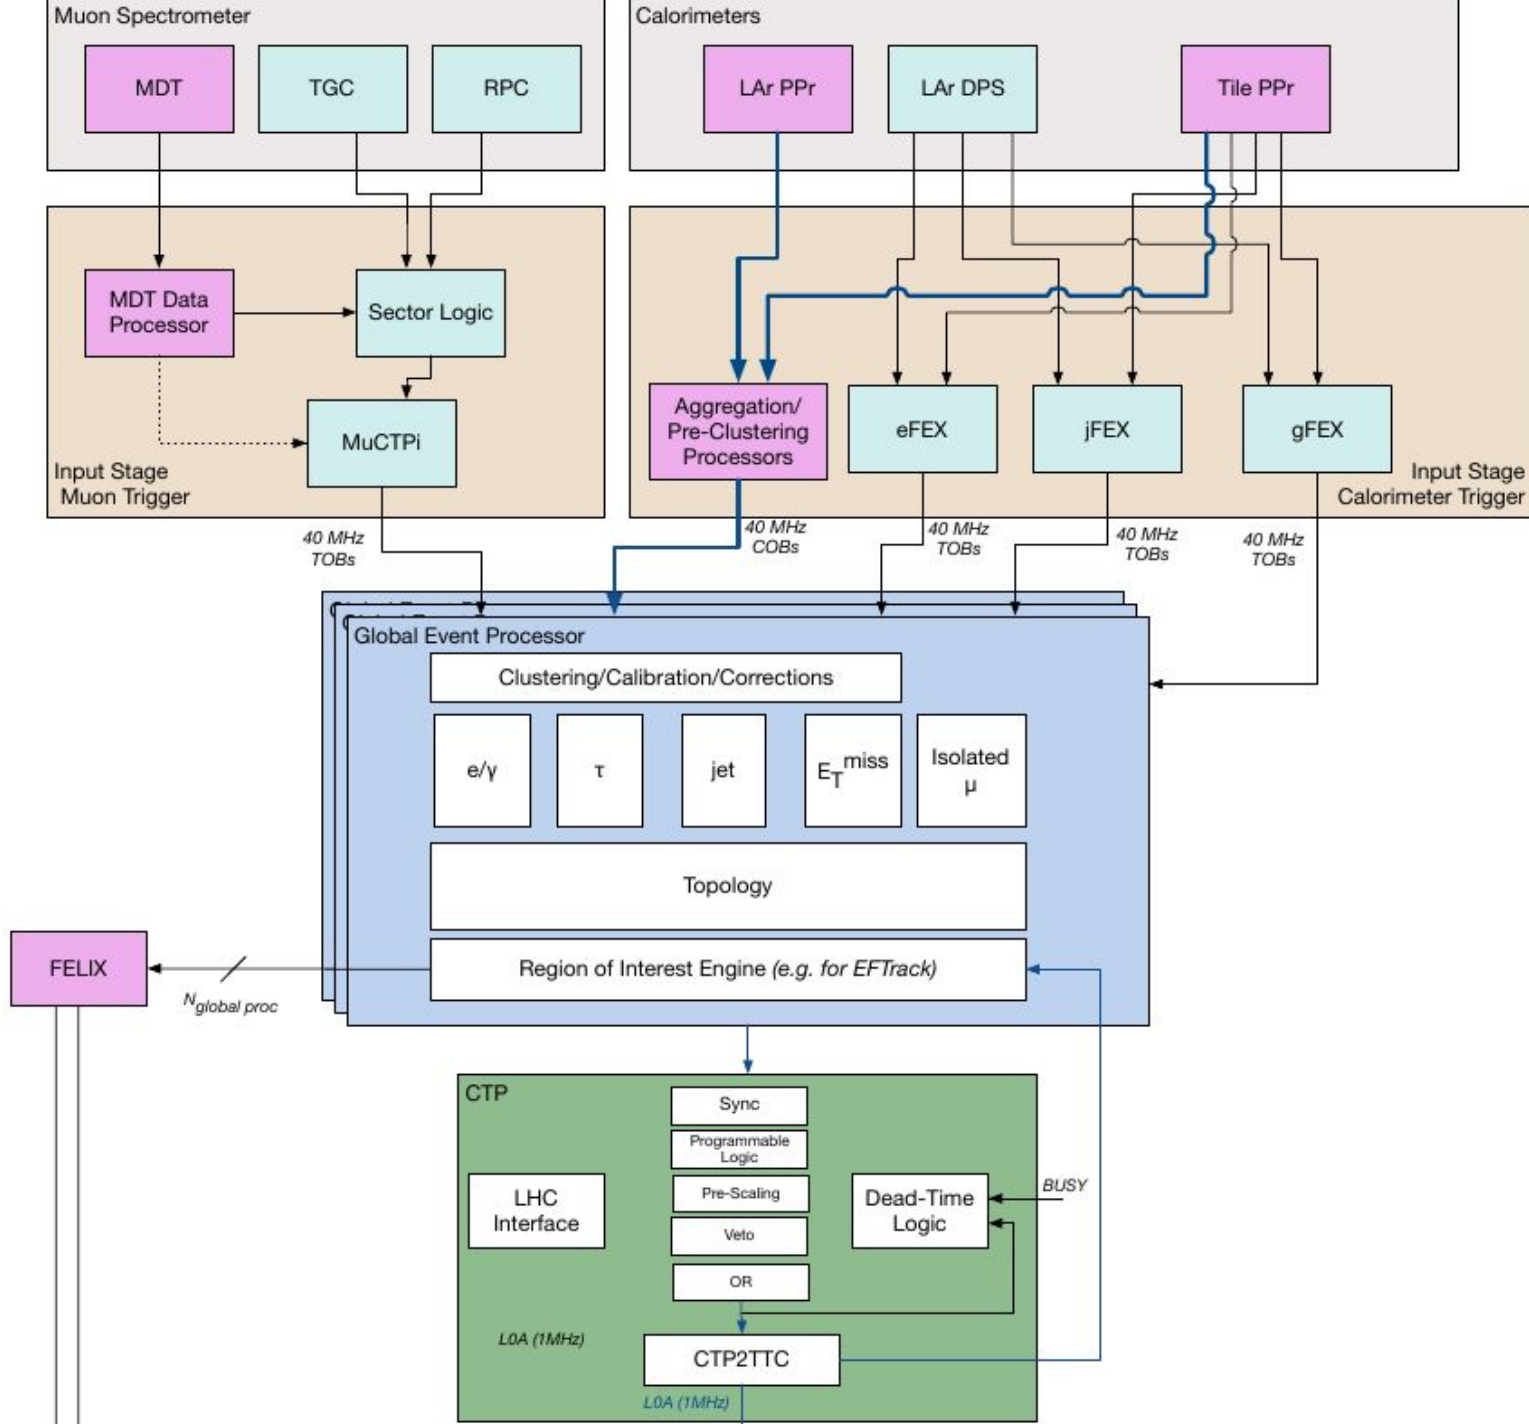 Muon Spectrometer
Calorimeters
MDT
TGC
RPC
LAr PPr
LAr DPS
Tile PPr
MDT Data
Processor
Sector Logic
MuCTPi
Input Stage
Muon Trigger
Aggregation/
Pre-Clustering
Processors
eFEX
jFEX
gFEX
Input Stage
Calorimeter Trigger
40 MHz
TOBs
40 MHz
COBs
40 MHz
TOBs
40 MHz
TOBs
40 MHz
TOBs
Global Event Processor
Clustering/Calibration/Corrections
e/γ
τ
jet
E_T^miss
Isolated
μ
Topology
Region of Interest Engine (e.g. for EFTrack)
FELIX
N_global proc
CTP
Sync
Programmable
Logic
Pre-Scaling
Veto
OR
LHC
Interface
Dead-Time
Logic
BUSY
L0A (1MHz)
CTP2TTC
L0A (1MHz)